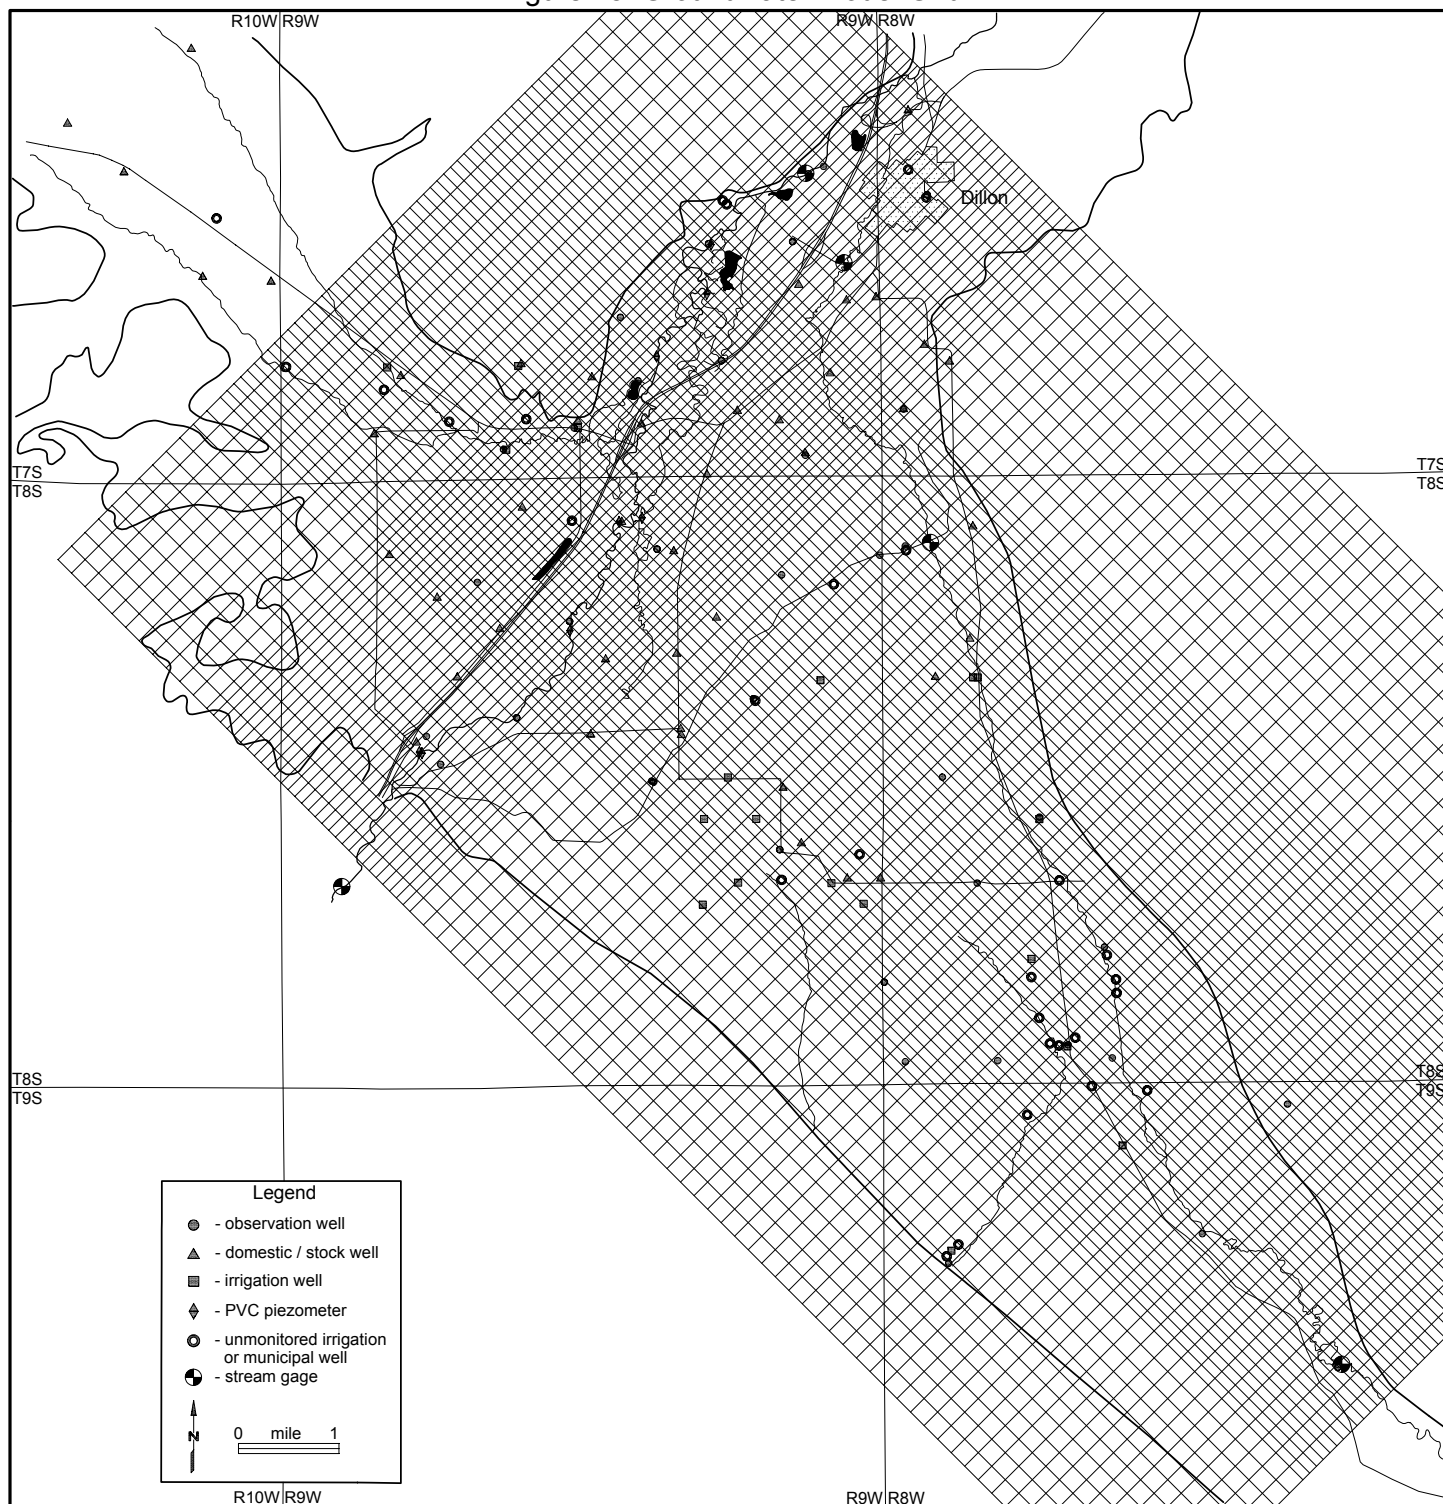 R10W R9W
R9W R8W
Dillon
T7S
T8S
T7S
T8S
T8S
T9S
T8S
T9S
Legend
- observation well
- domestic / stock well
- irrigation well
- PVC piezometer
- unmonitored irrigation
or municipal well
- stream gage
N
0 mile 1
R10W R9W
R9W R8W